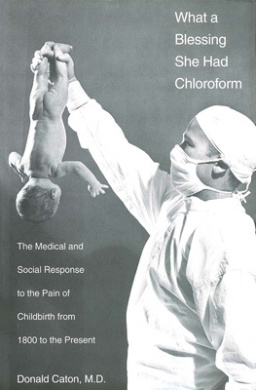 What a
Blessing
She Had
Chloroform
The Medical and
Social Response
to the Pain of
Childbirth from
1800 to the Present
Donald Caton, M.D.